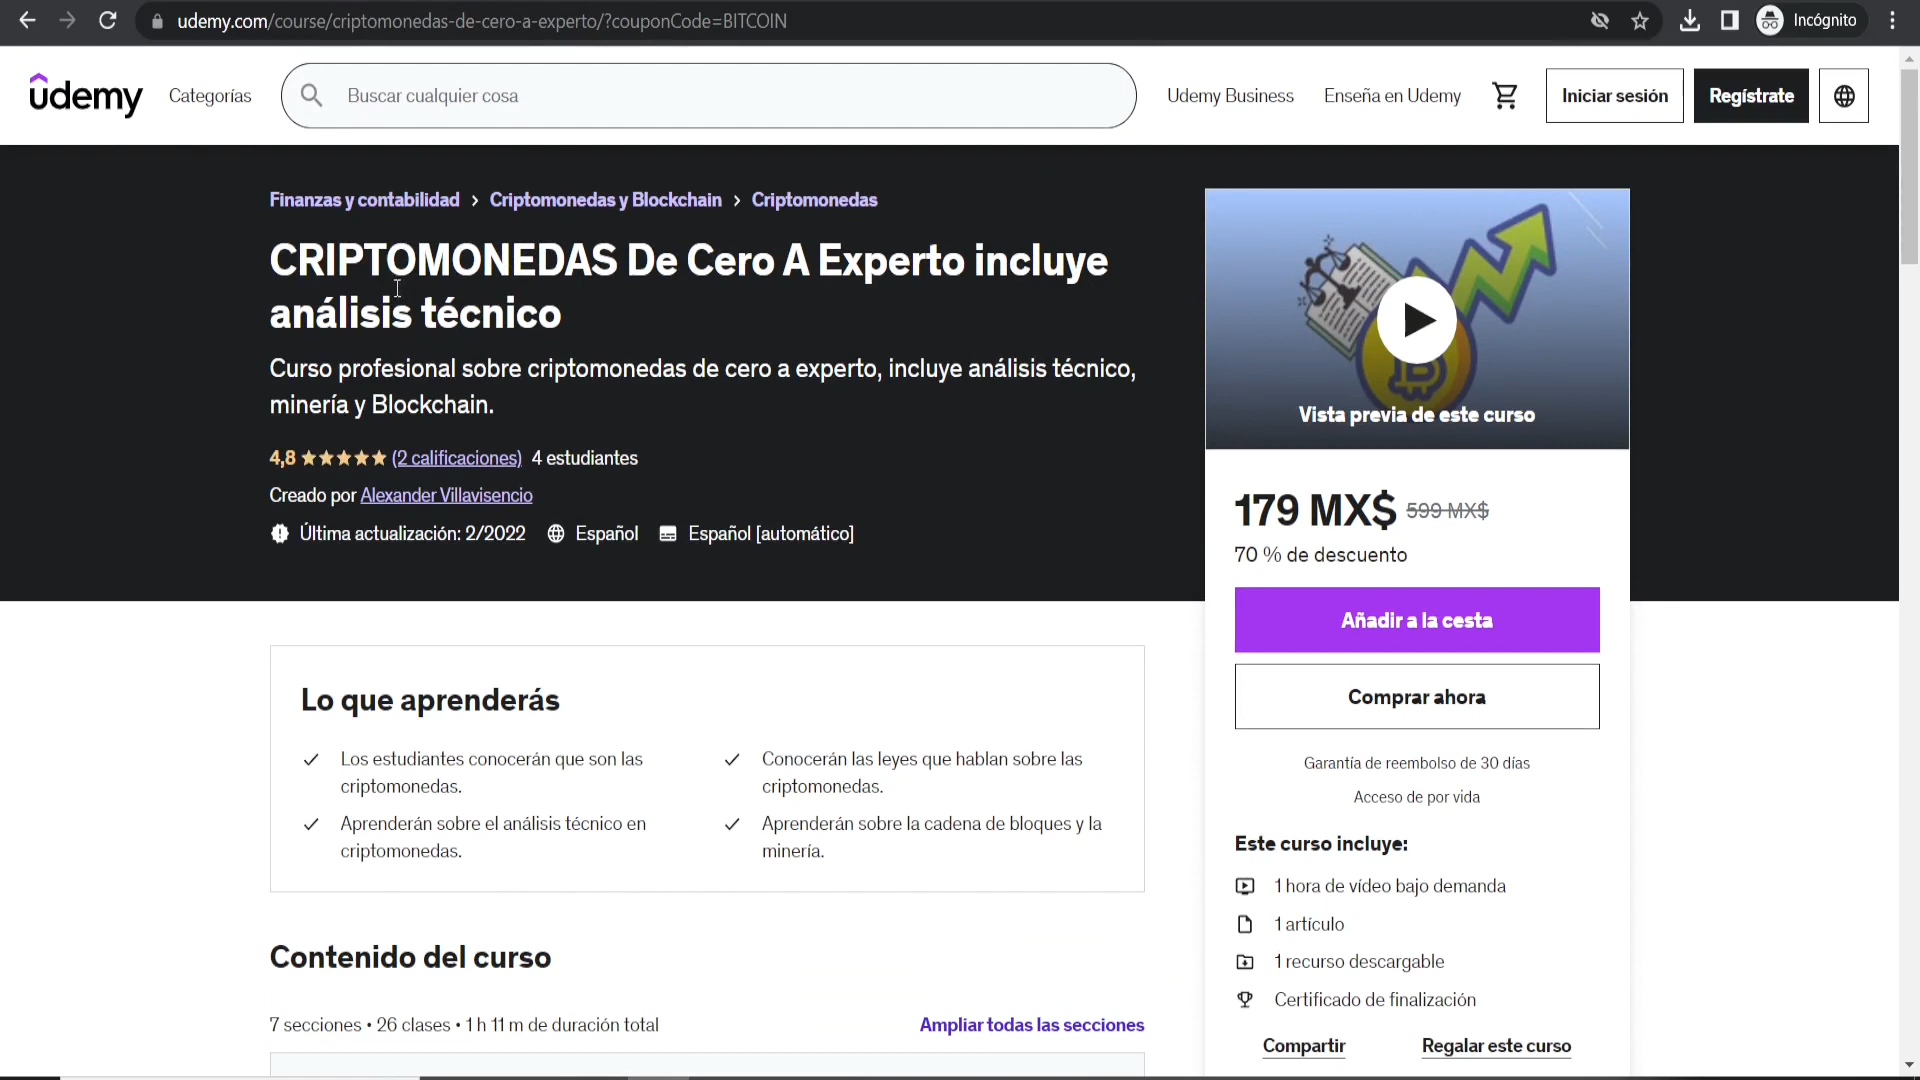 udemy.com/course/criptomonedas-de-cero-a-experto/?couponCode=BITCOIN
Incógnito
udemy
Categorías
Buscar cualquier cosa
Udemy Business
Enseña en Udemy
Iniciar sesión
Regístrate
Finanzas y contabilidad > Criptomonedas y Blockchain > Criptomonedas
CRIPTOMONEDAS De Cero A Experto incluye
análisis técnico
Curso profesional sobre criptomonedas de cero a experto, incluye análisis técnico,
minería y Blockchain.
4,8 (2 calificaciones) 4 estudiantes
Creado por Alexander Villavisencio
Última actualización: 2/2022 Español Español [automático]
Vista previa de este curso
179 MX$ 599 MX$
70 % de descuento
Añadir a la cesta
Comprar ahora
Garantía de reembolso de 30 días
Acceso de por vida
Este curso incluye:
1 hora de vídeo bajo demanda
1 artículo
1 recurso descargable
Certificado de finalización
Compartir
Regalar este curso
Lo que aprenderás
Los estudiantes conocerán que son las
criptomonedas.
Conocerán las leyes que hablan sobre las
criptomonedas.
Aprenderán sobre el análisis técnico en
criptomonedas.
Aprenderán sobre la cadena de bloques y la
minería.
Contenido del curso
7 secciones • 26 clases • 1 h 11 m de duración total
Ampliar todas las secciones